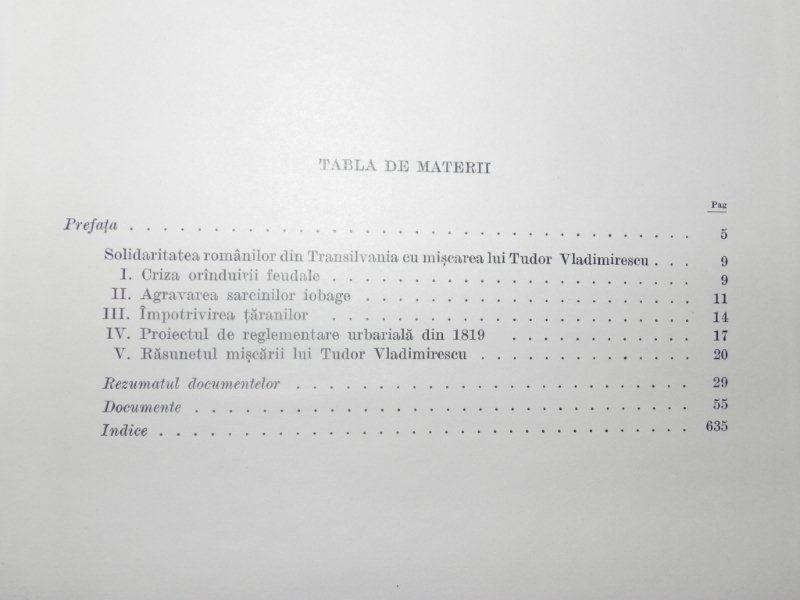 TABLA DE MATERII
Pag
Prefața . . . . . . . . . . . . . . . . . . . . . . . . . . . . . . . . . . 5
Solidaritatea românilor din Transilvania cu mișcarea lui Tudor Vladimirescu . . . 9
I. Criza orînduirii feudale . . . . . . . . . . . . . . . . . . . . . . 9
II. Agravarea sarcinilor iobage . . . . . . . . . . . . . . . . . . . . 11
III. Împotrivirea țăranilor . . . . . . . . . . . . . . . . . . . . . . 14
IV. Proiectul de reglementare urbarială din 1819 . . . . . . . . . . . 17
V. Răsunetul mișcării lui Tudor Vladimirescu . . . . . . . . . . . . . 20
Rezumatul documentelor . . . . . . . . . . . . . . . . . . . . . . . . 29
Documente . . . . . . . . . . . . . . . . . . . . . . . . . . . . . . 55
Indice . . . . . . . . . . . . . . . . . . . . . . . . . . . . . . . . 635